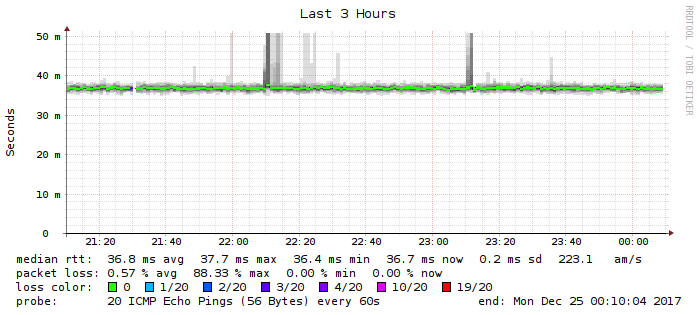 Last 3 Hours
RRDTOOL / TOBI OETIKER
Seconds
50 m
40 m
30 m
20 m
10 m
0
21:20 21:40 22:00 22:20 22:40 23:00 23:20 23:40 00:00
median rtt: 36.8 ms avg 37.7 ms max 36.4 ms min 36.7 ms now 0.2 ms sd 223.1 am/s
packet loss: 0.57 % avg 88.33 % max 0.00 % min 0.00 % now
loss color: 0 1/20 2/20 3/20 4/20 10/20 19/20
probe: 20 ICMP Echo Pings (56 Bytes) every 60s end: Mon Dec 25 00:10:04 2017